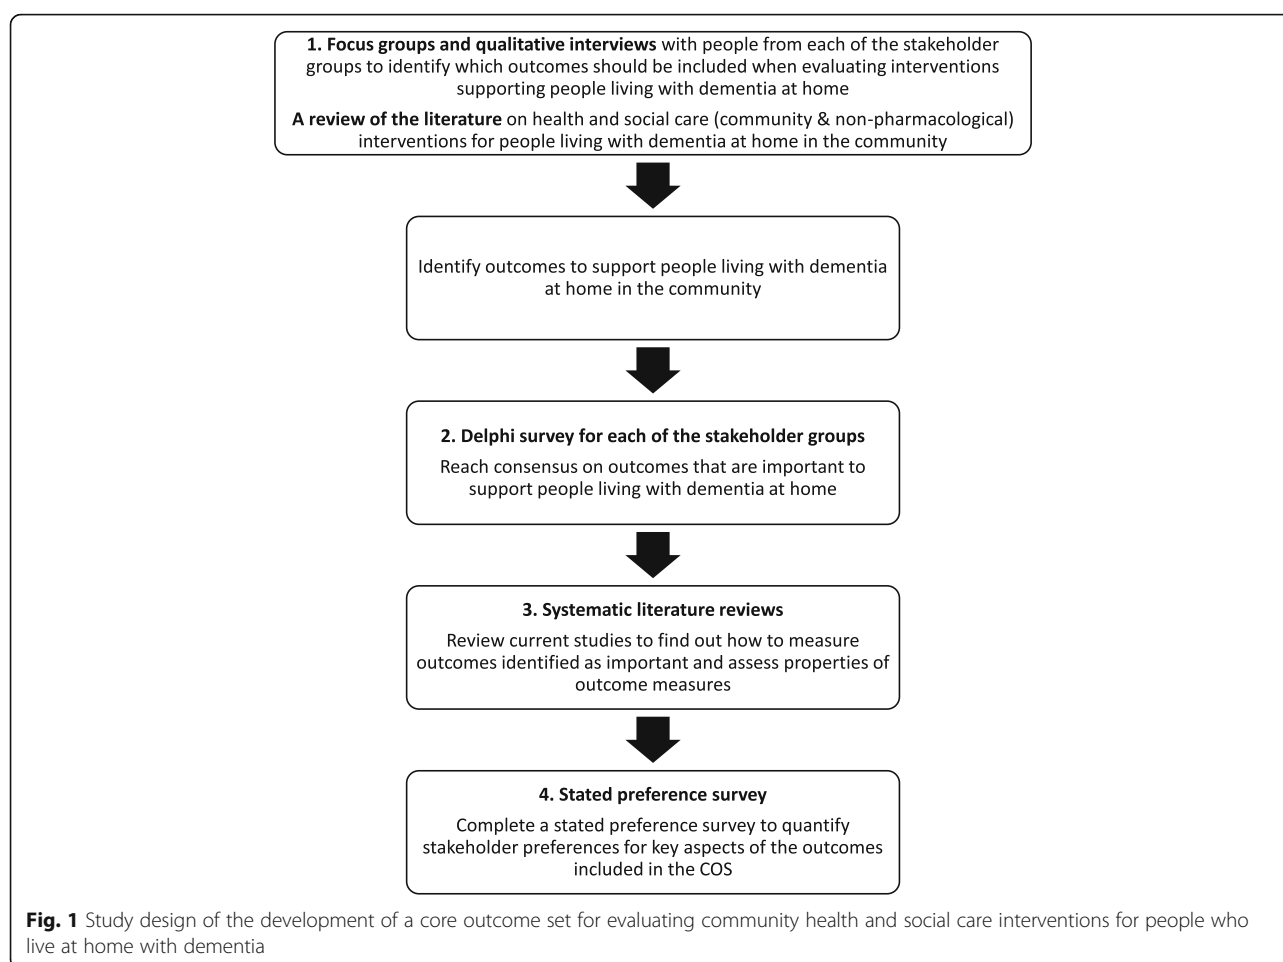 1. Focus groups and qualitative interviews with people from each of the stakeholder
groups to identify which outcomes should be included when evaluating interventions
supporting people living with dementia at home
A review of the literature on health and social care (community & non-pharmacological)
interventions for people living with dementia at home in the community
Identify outcomes to support people living with dementia
at home in the community
2. Delphi survey for each of the stakeholder groups
Reach consensus on outcomes that are important to
support people living with dementia at home
3. Systematic literature reviews
Review current studies to find out how to measure
outcomes identified as important and assess properties of
outcome measures
4. Stated preference survey
Complete a stated preference survey to quantify
stakeholder preferences for key aspects of the outcomes
included in the COS
Fig. 1 Study design of the development of a core outcome set for evaluating community health and social care interventions for people who
live at home with dementia